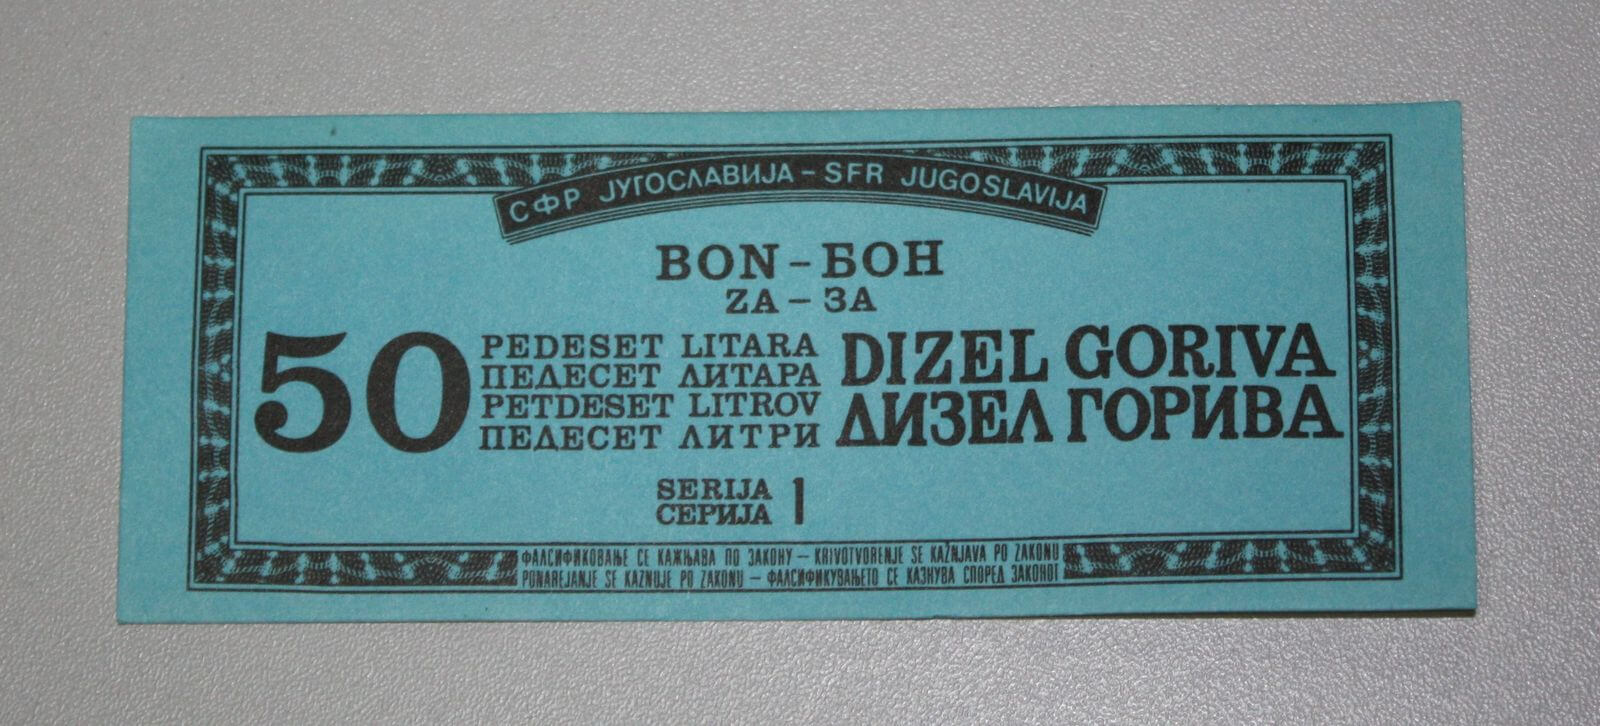 СФР ЈУГОСЛАВИЈА – SFR JUGOSLAVIJA
BON – БОН
ZA – ЗА
50
PEDESET LITARA
ПЕДЕСЕТ ЛИТАРА
PETDESET LITROV
ПЕДЕСЕТ ЛИТРИ
DIZEL GORIVA
ДИЗЕЛ ГОРИВА
SERIJA
СЕРИЈА
1
ФАЛСИФИКОВАЊЕ СЕ КАЖЊАВА ПО ЗАКОНУ – KRIVOTVORENJE SE KAŽNJAVA PO ZAKONU
PONAREJANJE SE KAZNUJE PO ZAKONU – ФАЛСИФИКУВАЊЕТО СЕ КАЗНУВА СПОРЕД ЗАКОНОТ